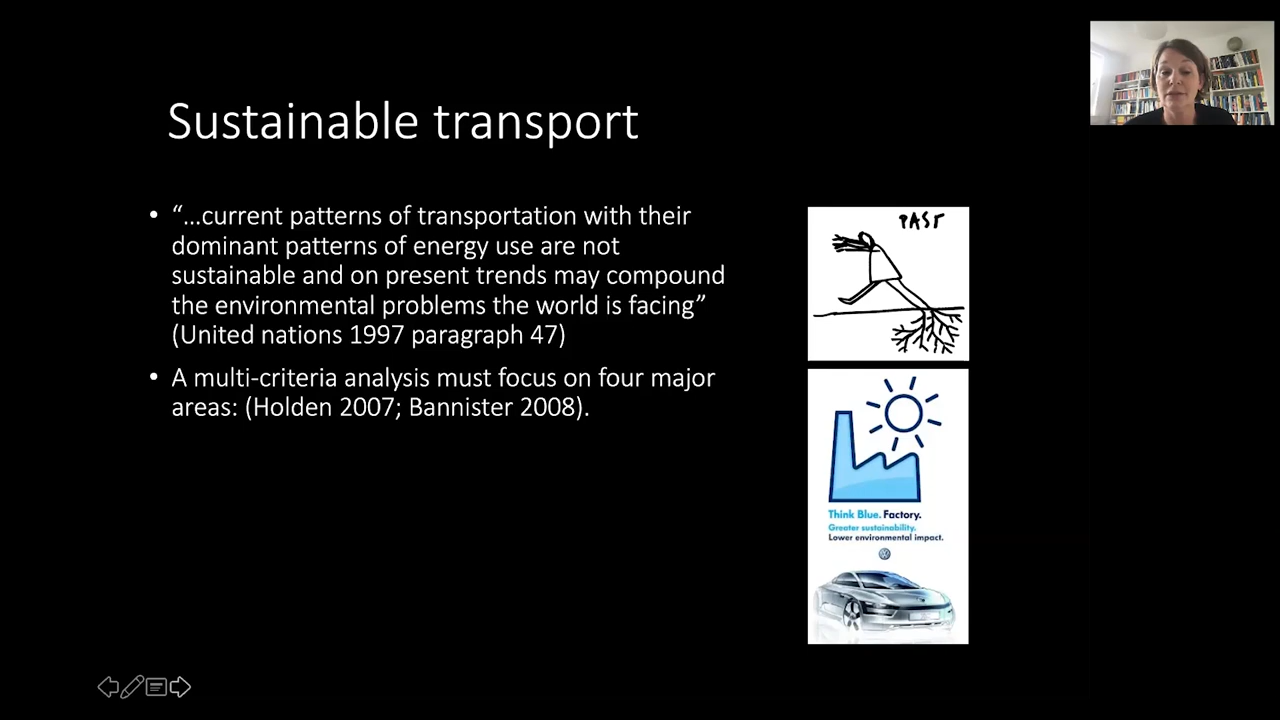 Sustainable transport
• “…current patterns of transportation with their
dominant patterns of energy use are not
sustainable and on present trends may compound
the environmental problems the world is facing”
(United nations 1997 paragraph 47)
• A multi-criteria analysis must focus on four major
areas: (Holden 2007; Bannister 2008).
PAST
Think Blue. Factory.
Greater sustainability.
Lower environmental impact.